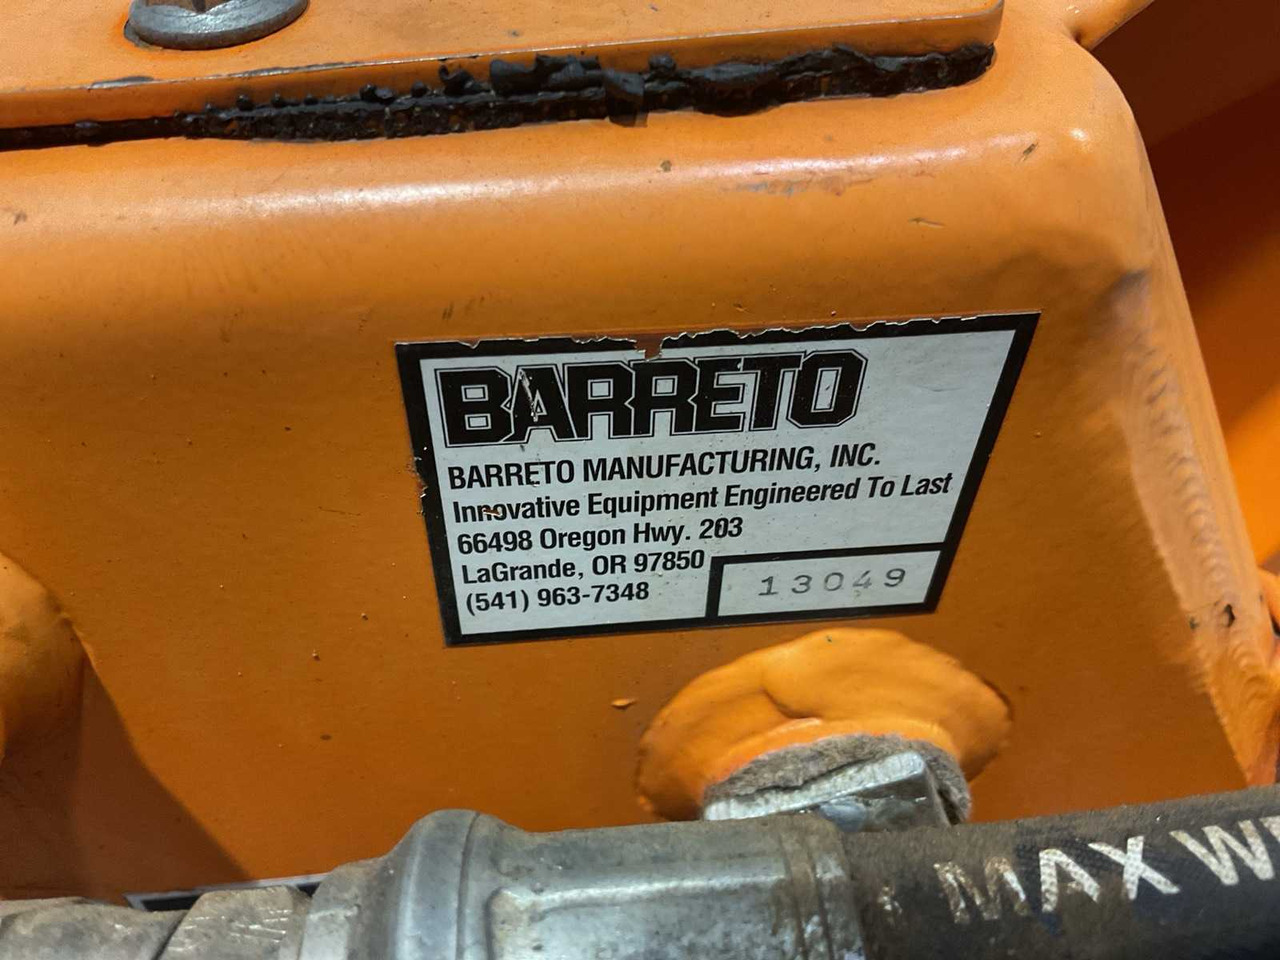 BARRETO
BARRETO MANUFACTURING, INC.
Innovative Equipment Engineered To Last
66498 Oregon Hwy. 203
LaGrande, OR 97850
(541) 963-7348
13049
MAX